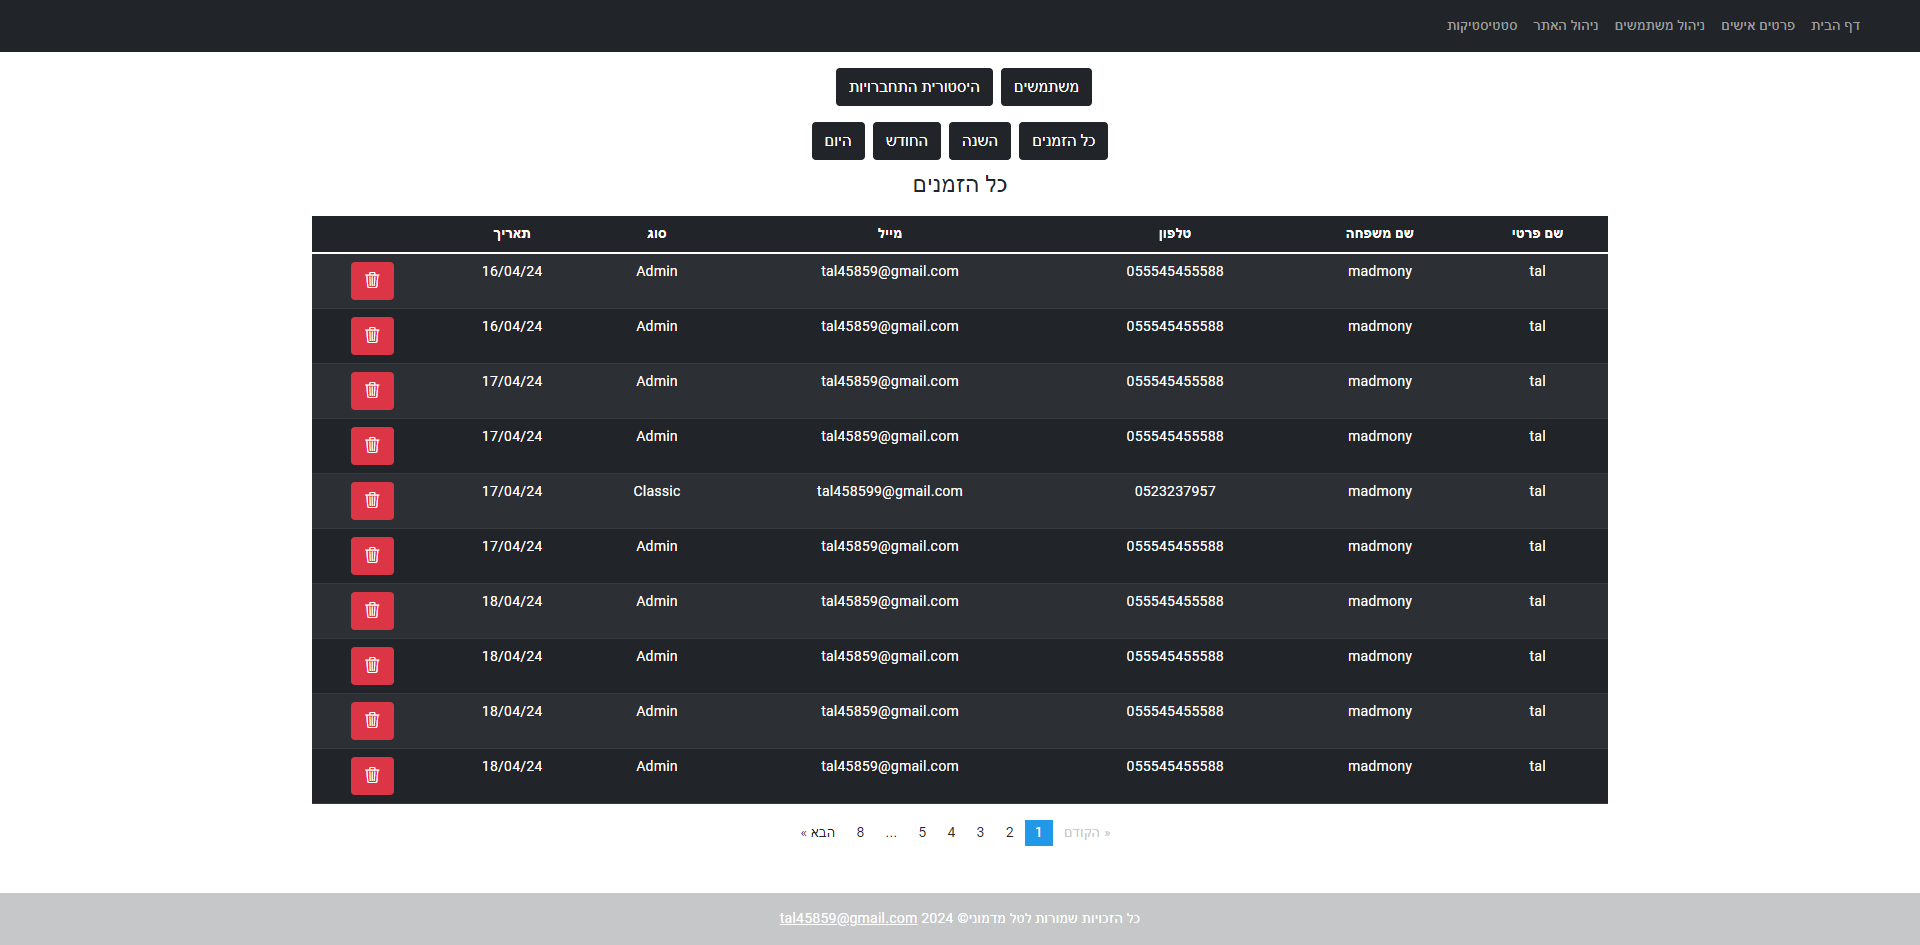 דף הבית פרטים אישים ניהול משתמשים ניהול האתר סטטיסטיקות
משתמשים היסטורית התחברויות
כל הזמנים השנה החודש היום
כל הזמנים
שם פרטי שם משפחה טלפון מייל סוג תאריך
tal madmony 055545455588 tal45859@gmail.com Admin 16/04/24
tal madmony 055545455588 tal45859@gmail.com Admin 16/04/24
tal madmony 055545455588 tal45859@gmail.com Admin 17/04/24
tal madmony 055545455588 tal45859@gmail.com Admin 17/04/24
tal madmony 0523237957 tal458599@gmail.com Classic 17/04/24
tal madmony 055545455588 tal45859@gmail.com Admin 17/04/24
tal madmony 055545455588 tal45859@gmail.com Admin 18/04/24
tal madmony 055545455588 tal45859@gmail.com Admin 18/04/24
tal madmony 055545455588 tal45859@gmail.com Admin 18/04/24
tal madmony 055545455588 tal45859@gmail.com Admin 18/04/24
« הקודם 1 2 3 4 5 ... 8 הבא »
כל הזכויות שמורות לטל מדמוני© 2024 tal45859@gmail.com